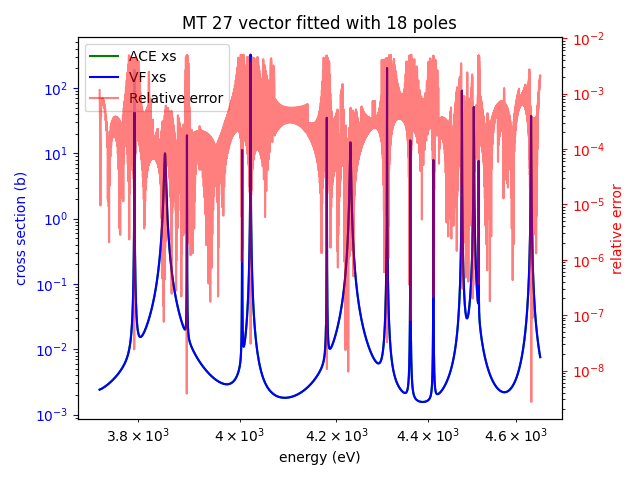 MT 27 vector fitted with 18 poles
ACE xs
VF xs
Relative error
cross section (b)
10²
10¹
10⁰
10⁻¹
10⁻²
10⁻³
relative error
10⁻²
10⁻³
10⁻⁴
10⁻⁵
10⁻⁶
10⁻⁷
10⁻⁸
3.8 × 10³ 4 × 10³ 4.2 × 10³ 4.4 × 10³ 4.6 × 10³
energy (eV)